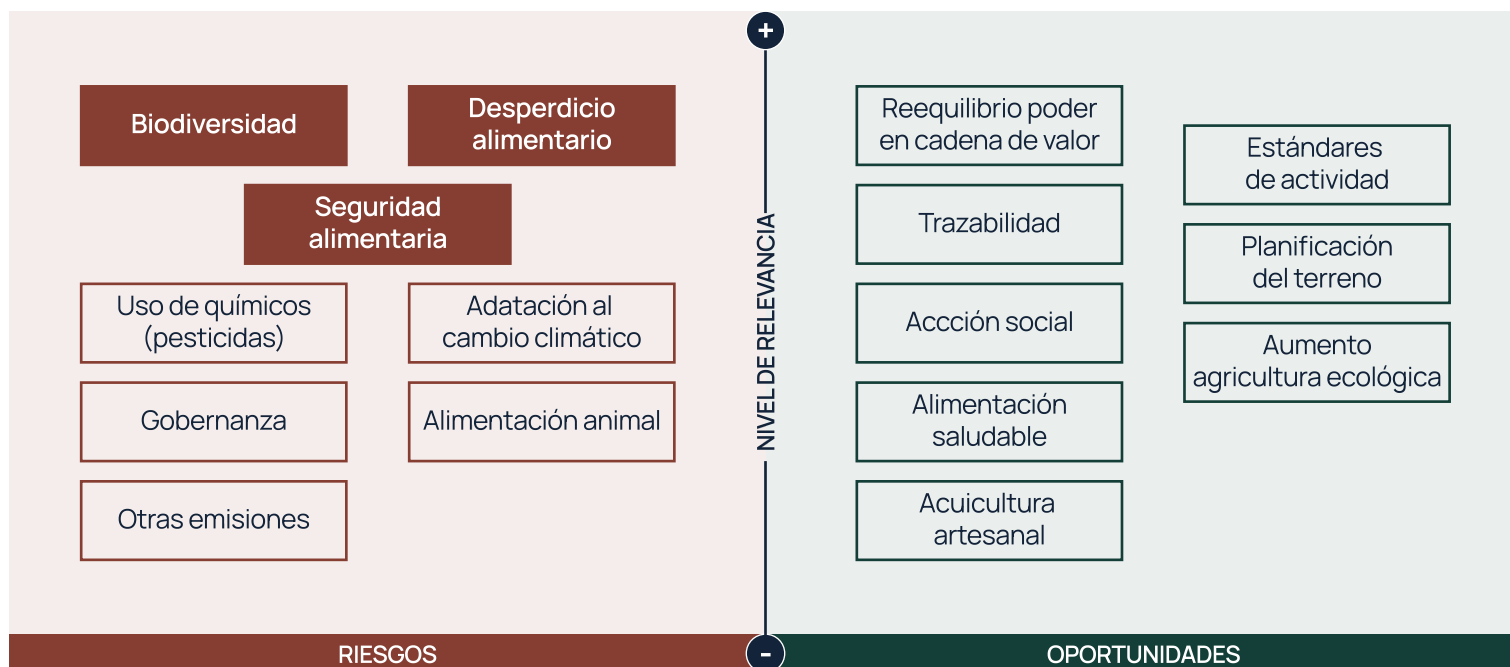 +
Biodiversidad
Desperdicio
alimentario
Seguridad
alimentaria
Uso de químicos
(pesticidas)
Adatación al
cambio climático
Gobernanza
Alimentación animal
Otras emisiones
NIVEL DE RELEVANCIA
Reequilibrio poder
en cadena de valor
Estándares
de actividad
Trazabilidad
Planificación
del terreno
Accción social
Aumento
agricultura ecológica
Alimentación
saludable
Acuicultura
artesanal
RIESGOS
-
OPORTUNIDADES